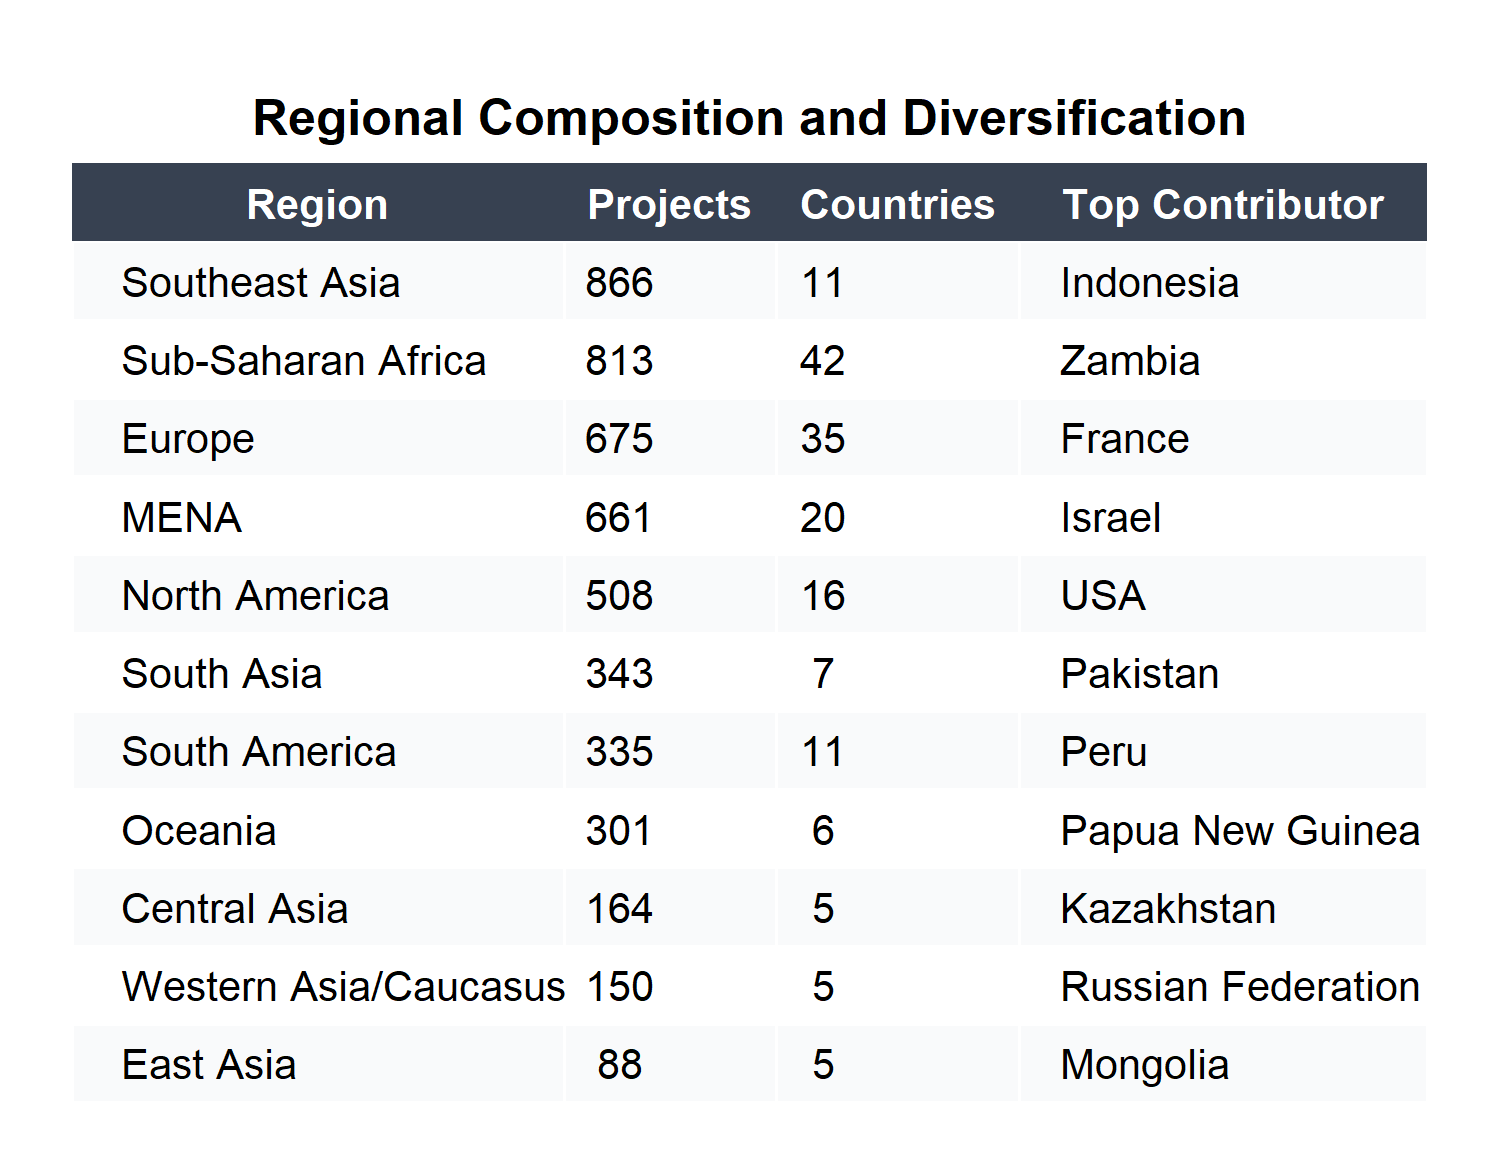 Regional Composition and Diversification
Region Projects Countries Top Contributor
Southeast Asia 866 11 Indonesia
Sub-Saharan Africa 813 42 Zambia
Europe 675 35 France
MENA 661 20 Israel
North America 508 16 USA
South Asia 343 7 Pakistan
South America 335 11 Peru
Oceania 301 6 Papua New Guinea
Central Asia 164 5 Kazakhstan
Western Asia/Caucasus 150 5 Russian Federation
East Asia 88 5 Mongolia